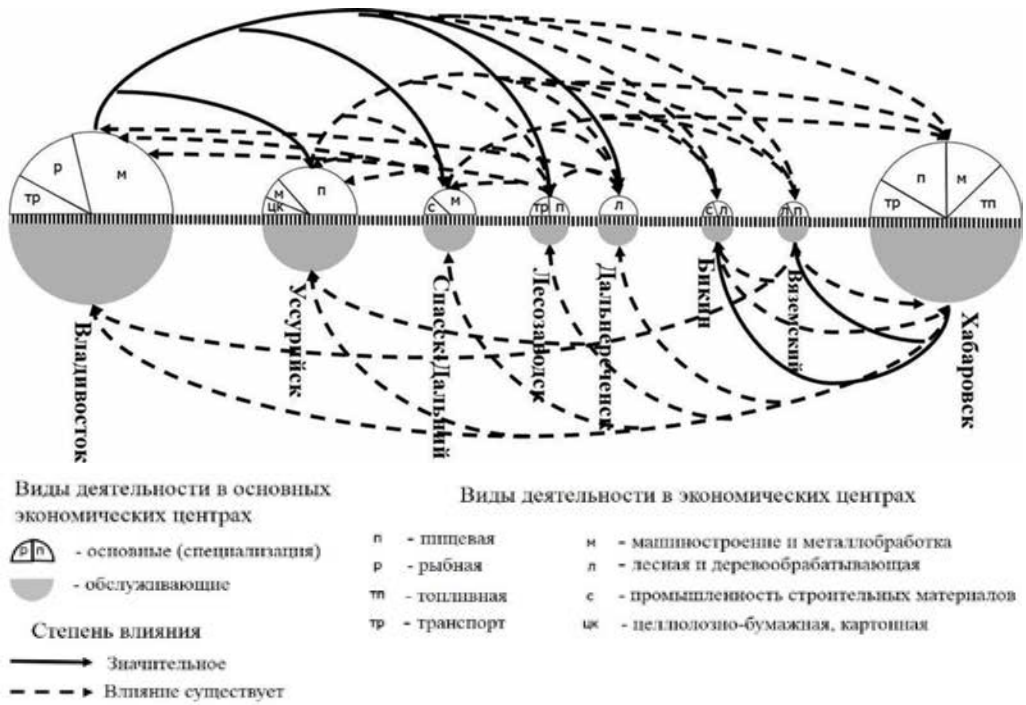 р
м
тр
м
п
цк
с
м
тр
п
л
с
л
л
п
п
м
тр
тп
Владивосток
Уссурийск
Спасск-Дальний
Лесозаводск
Дальнереченск
Бикин
Вяземский
Хабаровск
Виды деятельности в основных
экономических центрах
р п - основные (специализация)
- обслуживающие
Степень влияния
Значительное
Влияние существует
Виды деятельности в экономических центрах
п - пищевая
р - рыбная
тп - топливная
тр - транспорт
м - машиностроение и металлобработка
л - лесная и деревообрабатывающая
с - промышленность строительных материалов
цк - целлюлозно-бумажная, картонная